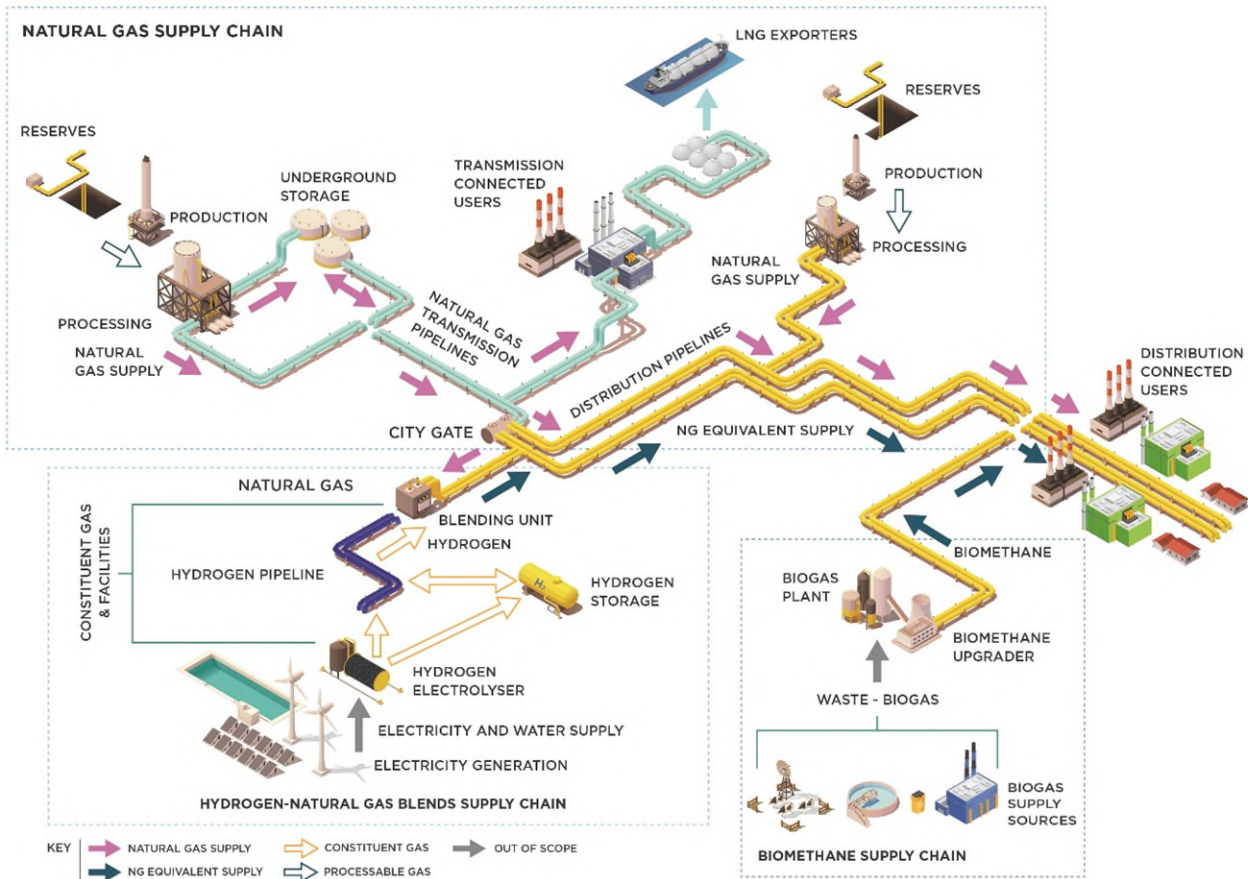 NATURAL GAS SUPPLY CHAIN
LNG EXPORTERS
RESERVES
RESERVES
PRODUCTION
UNDERGROUND
STORAGE
TRANSMISSION
CONNECTED
USERS
PRODUCTION
PROCESSING
NATURAL
GAS SUPPLY
PROCESSING
NATURAL
GAS SUPPLY
NATURAL GAS
TRANSMISSION
PIPELINES
DISTRIBUTION PIPELINES
DISTRIBUTION
CONNECTED
USERS
CITY GATE
NG EQUIVALENT SUPPLY
NATURAL GAS
BLENDING UNIT
HYDROGEN
CONSTITUENT GAS
& FACILITIES
HYDROGEN PIPELINE
H2
HYDROGEN
STORAGE
HYDROGEN
ELECTROLYSER
ELECTRICITY AND WATER SUPPLY
ELECTRICITY GENERATION
HYDROGEN-NATURAL GAS BLENDS SUPPLY CHAIN
BIOMETHANE
BIOGAS
PLANT
BIOMETHANE
UPGRADER
WASTE - BIOGAS
BIOGAS
SUPPLY
SOURCES
BIOMETHANE SUPPLY CHAIN
KEY
NATURAL GAS SUPPLY
CONSTITUENT GAS
OUT OF SCOPE
NG EQUIVALENT SUPPLY
PROCESSABLE GAS